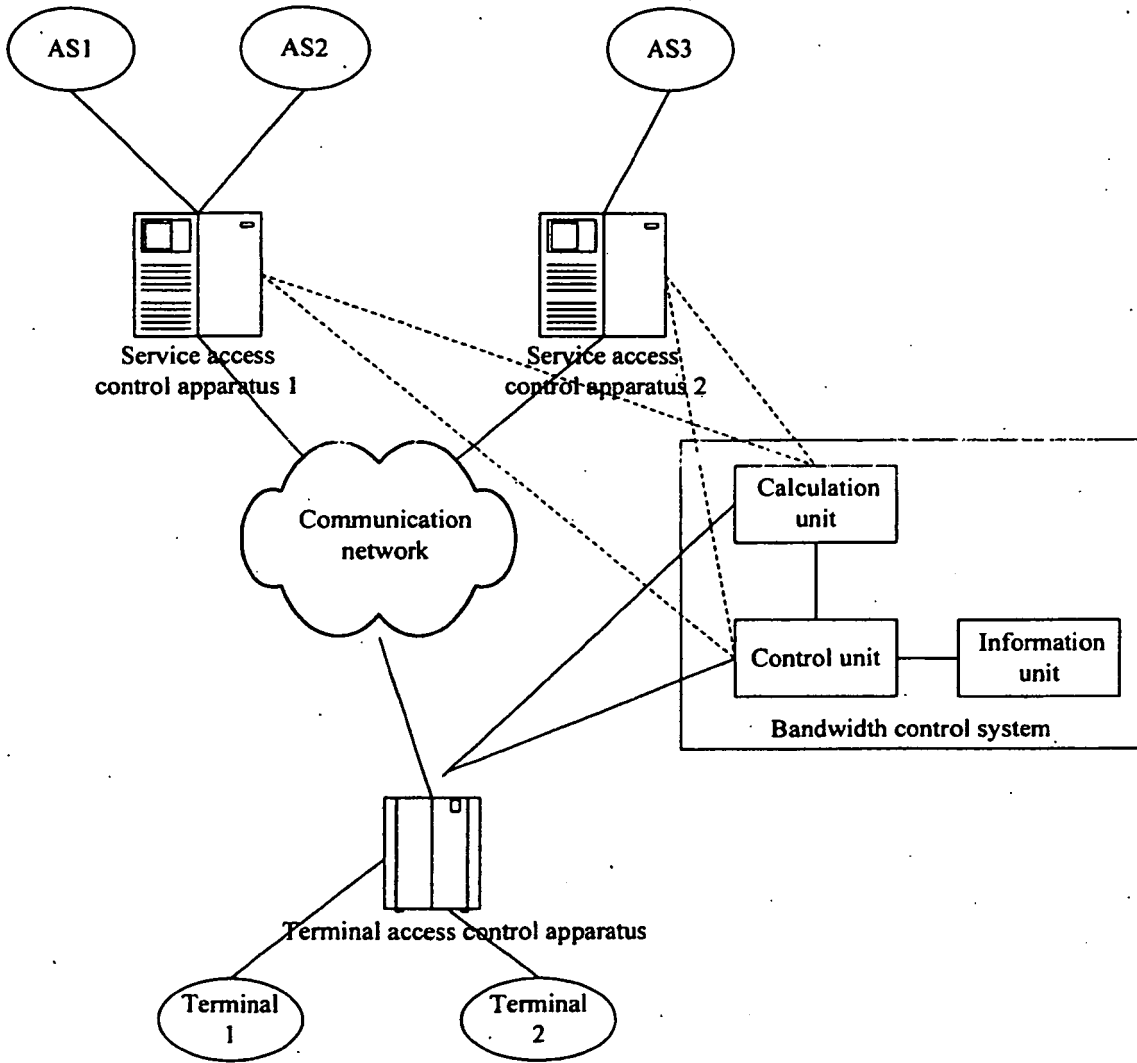 AS1
AS2
AS3
Service access
control apparatus 1
Service access
control apparatus 2
Communication
network
Calculation
unit
Control unit
Information
unit
Bandwidth control system
Terminal access control apparatus
Terminal
1
Terminal
2